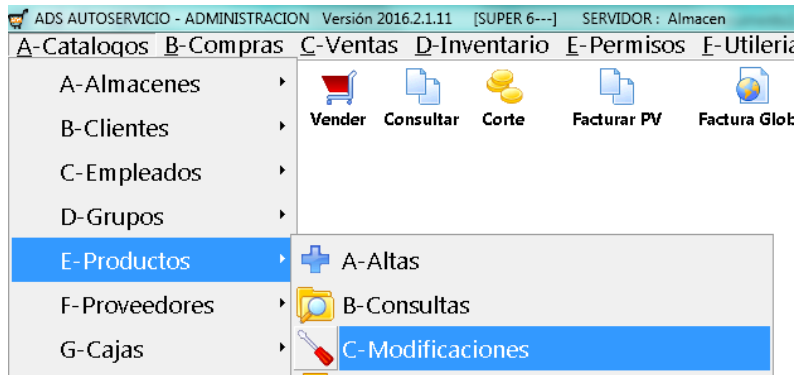 ADS AUTOSERVICIO - ADMINISTRACION Versión 2016.2.1.11 [SUPER 6---] SERVIDOR : Almacen
A-Catalogos B-Compras C-Ventas D-Inventario E-Permisos F-Utileria
A-Almacenes
Vender Consultar Corte Facturar PV Factura Glob
B-Clientes
C-Empleados
D-Grupos
E-Productos
A-Altas
F-Proveedores
B-Consultas
G-Cajas
C-Modificaciones